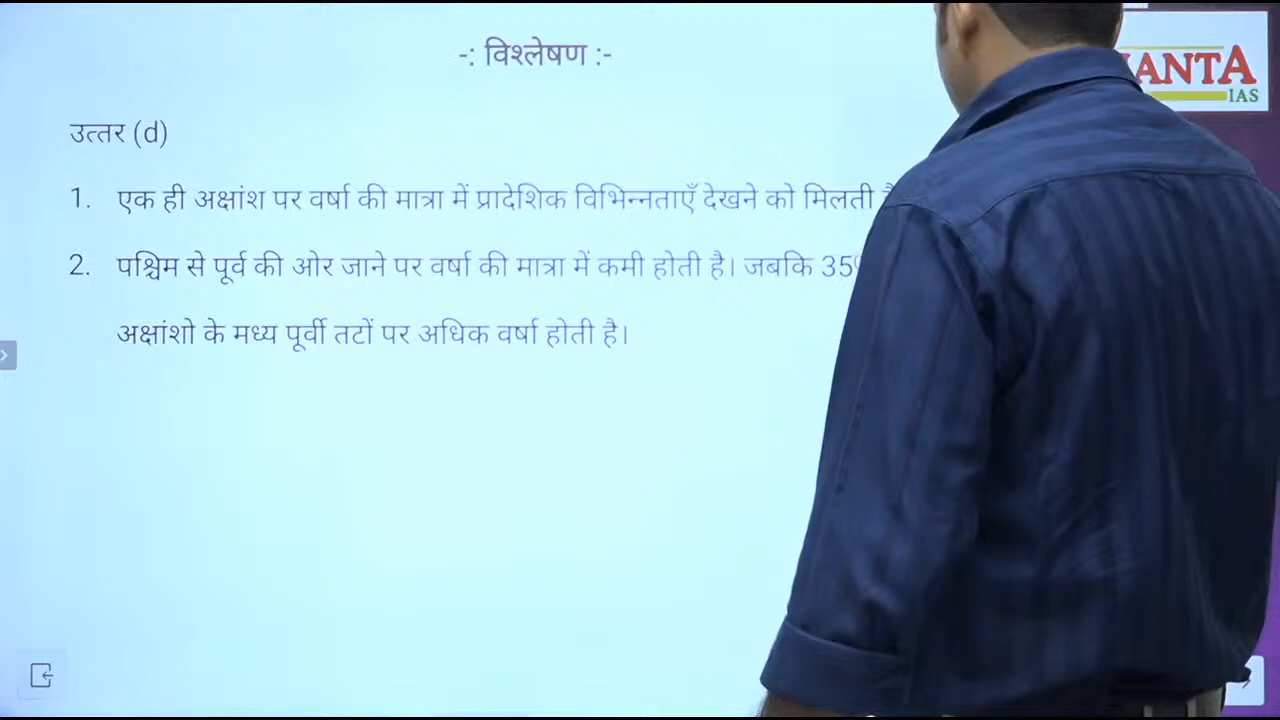 -: विश्लेषण :-
उत्तर (d)
1. एक ही अक्षांश पर वर्षा की मात्रा में प्रादेशिक विभिन्नताएँ देखने को मिलती
2. पश्चिम से पूर्व की ओर जाने पर वर्षा की मात्रा में कमी होती है। जबकि 35
अक्षांशो के मध्य पूर्वी तटों पर अधिक वर्षा होती है।
IAS